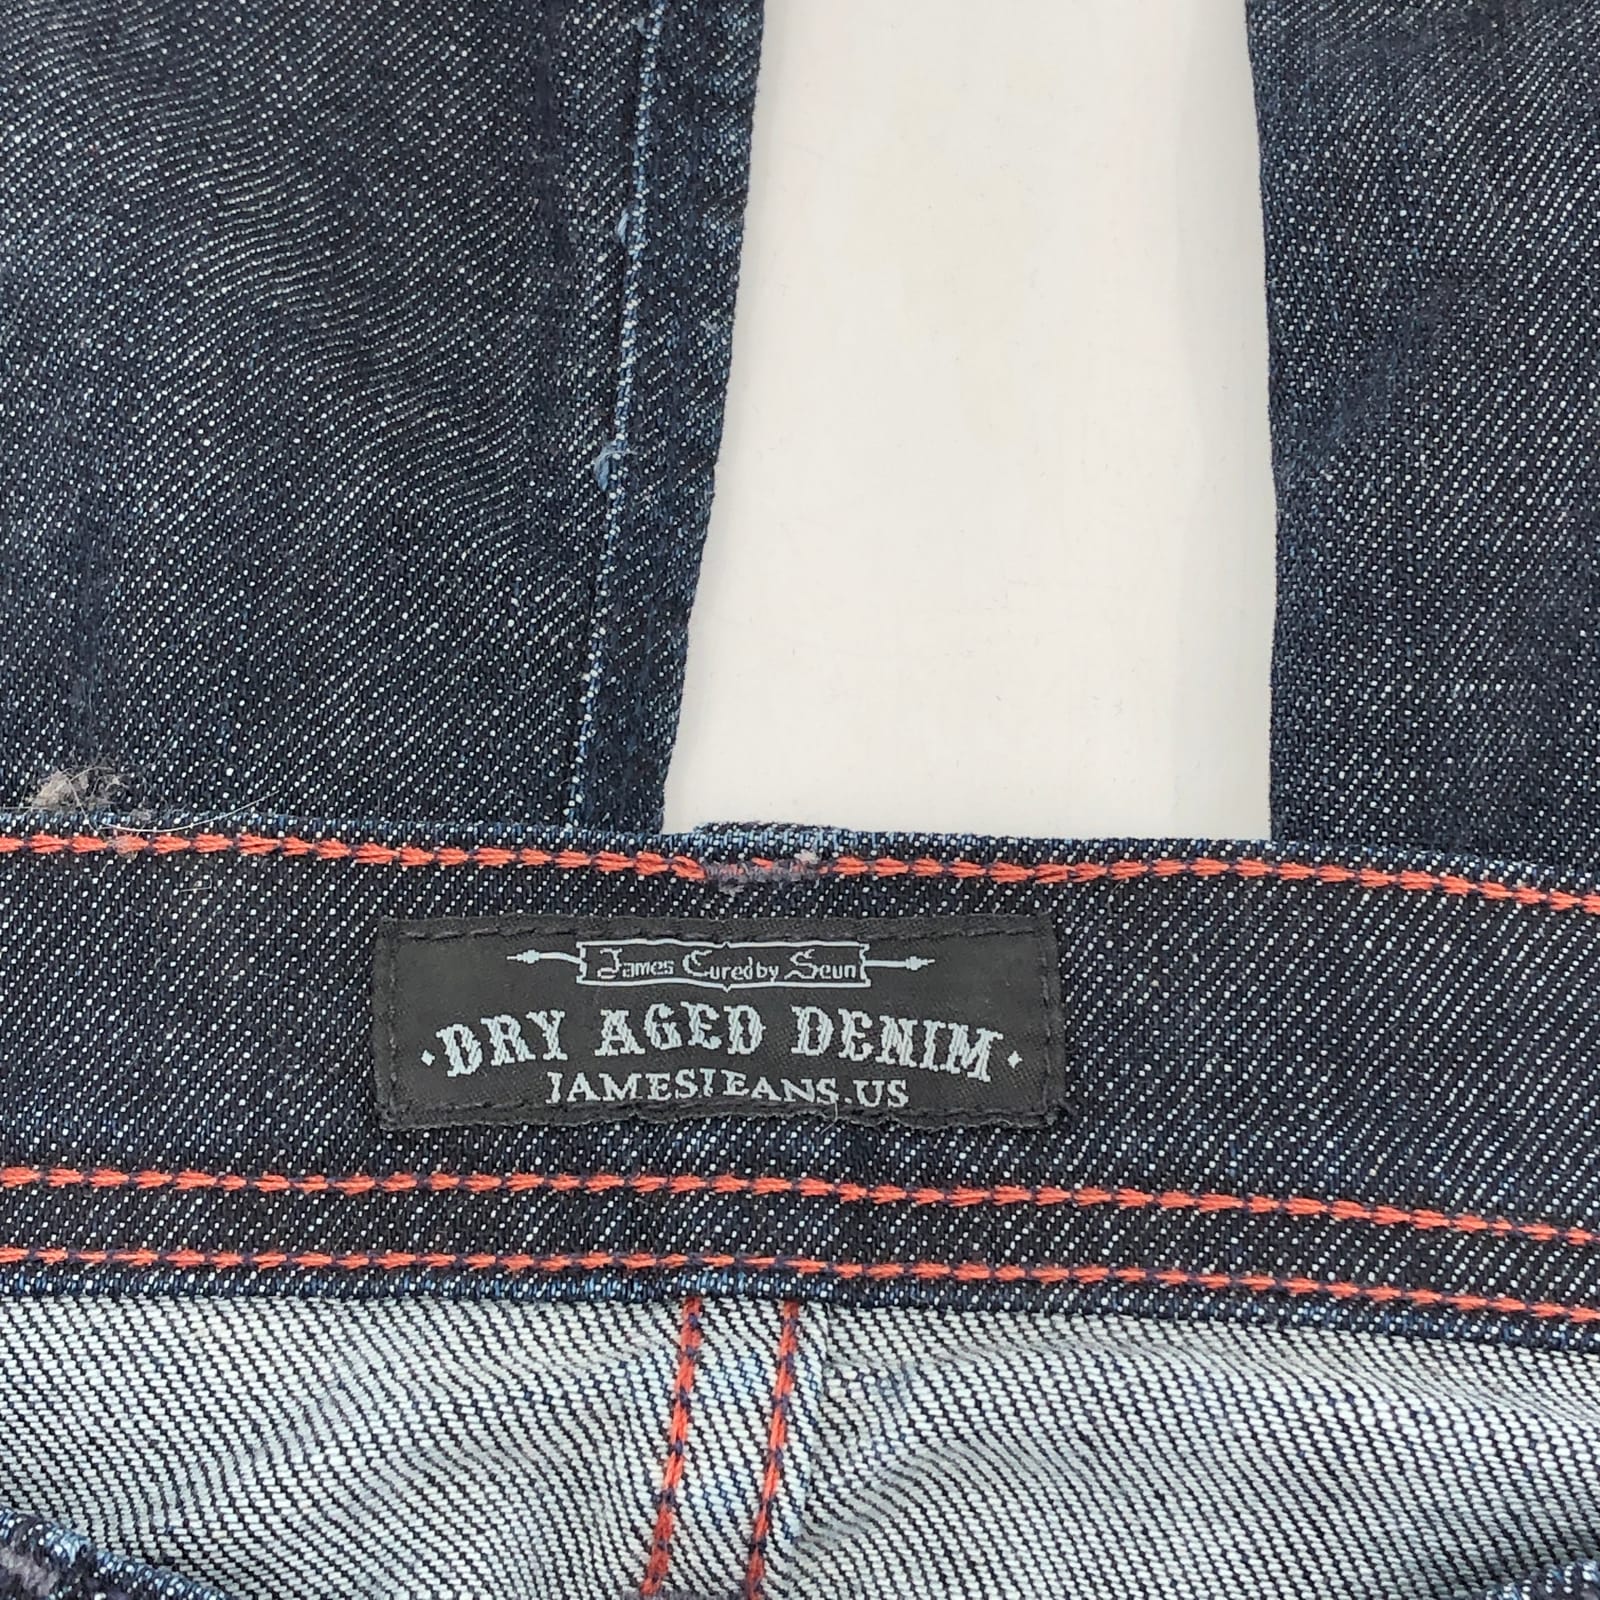 James Cured by Seun
• DRY AGED DENIM •
JAMESJEANS.US